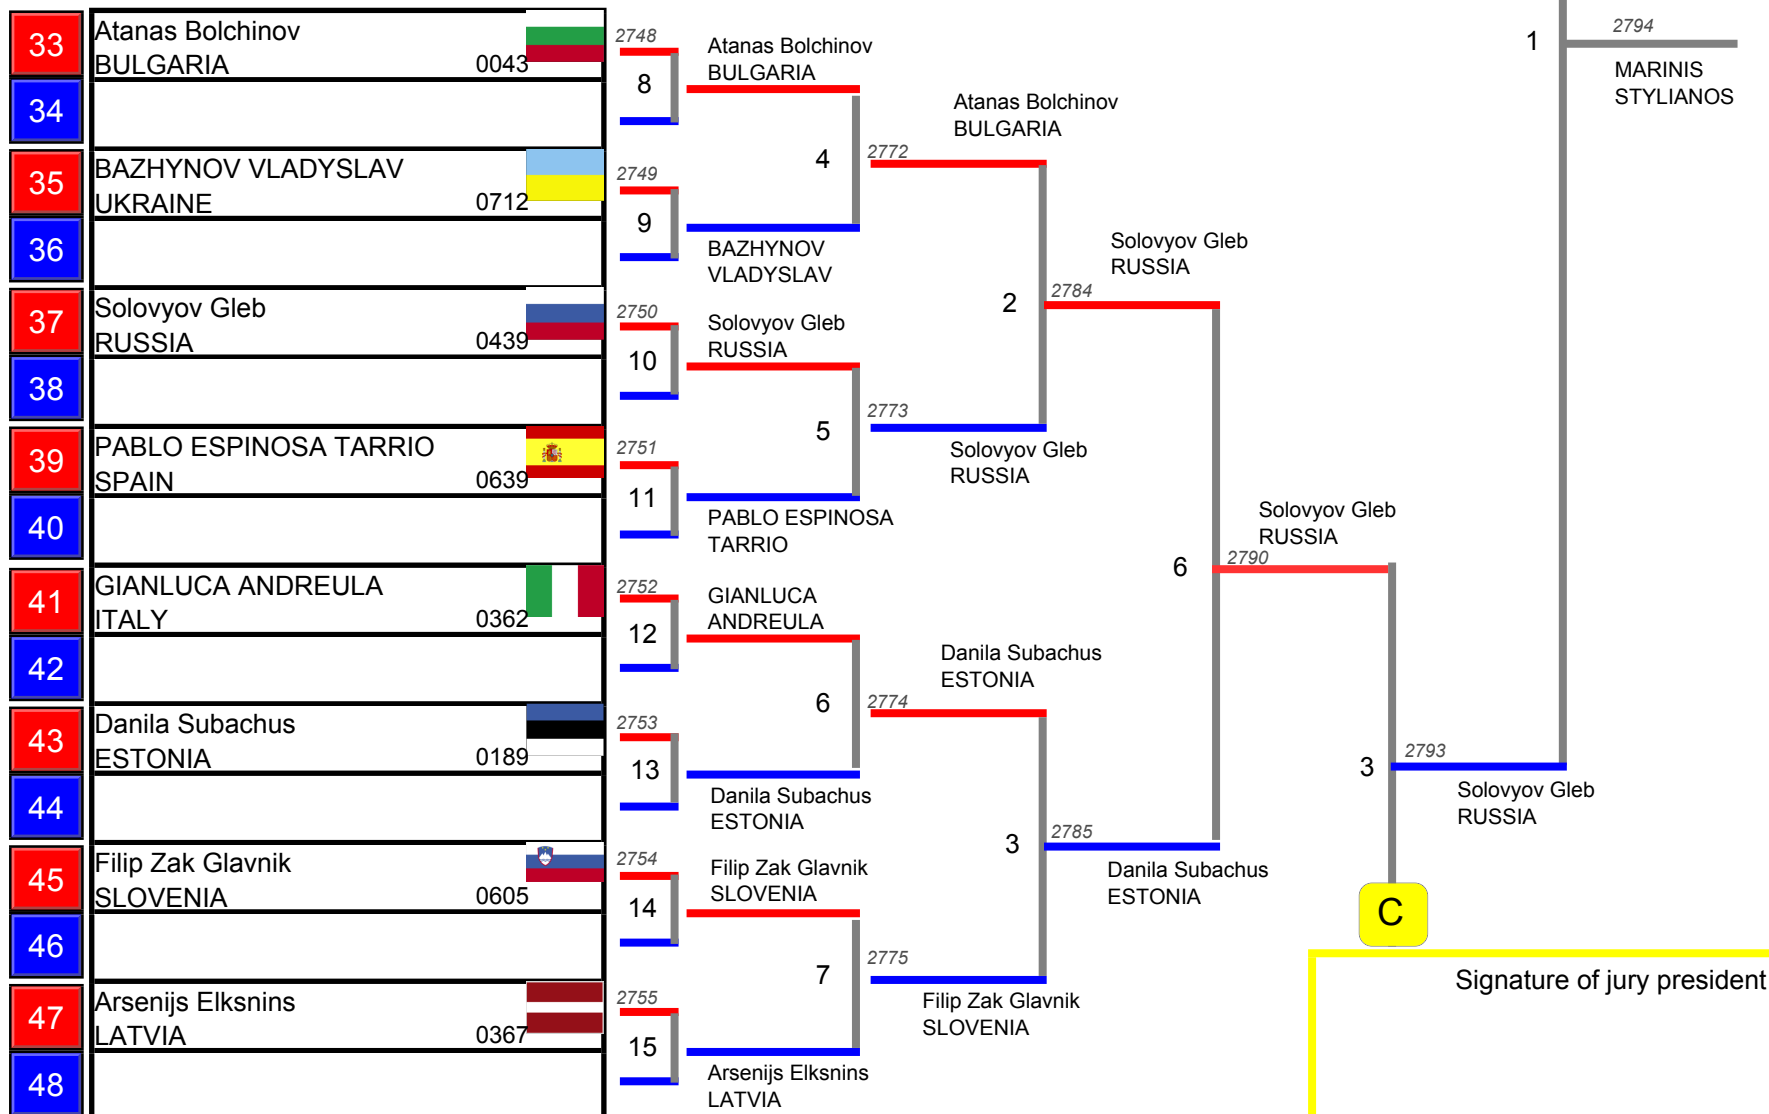 33
Atanas Bolchinov
BULGARIA 0043
34
35
BAZHYNOV VLADYSLAV
UKRAINE 0712
36
37
Solovyov Gleb
RUSSIA 0439
38
39
PABLO ESPINOSA TARRIO
SPAIN 0639
40
41
GIANLUCA ANDREULA
ITALY 0362
42
43
Danila Subachus
ESTONIA 0189
44
45
Filip Zak Glavnik
SLOVENIA 0605
46
47
Arsenijs Elksnins
LATVIA 0367
48
2748
8
2749
9
2750
10
2751
11
2752
12
2753
13
2754
14
2755
15
Atanas Bolchinov
BULGARIA
4
BAZHYNOV
VLADYSLAV
Solovyov Gleb
RUSSIA
5
PABLO ESPINOSA
TARRIO
GIANLUCA
ANDREULA
6
Danila Subachus
ESTONIA
Filip Zak Glavnik
SLOVENIA
7
Arsenijs Elksnins
LATVIA
Atanas Bolchinov
BULGARIA
2772
2
2773
Solovyov Gleb
RUSSIA
Danila Subachus
ESTONIA
2774
3
2775
Filip Zak Glavnik
SLOVENIA
Solovyov Gleb
RUSSIA
2784
6
2785
Danila Subachus
ESTONIA
Solovyov Gleb
RUSSIA
2790
3
2793
Solovyov Gleb
RUSSIA
C
1
2794
MARINIS
STYLIANOS
Signature of jury president